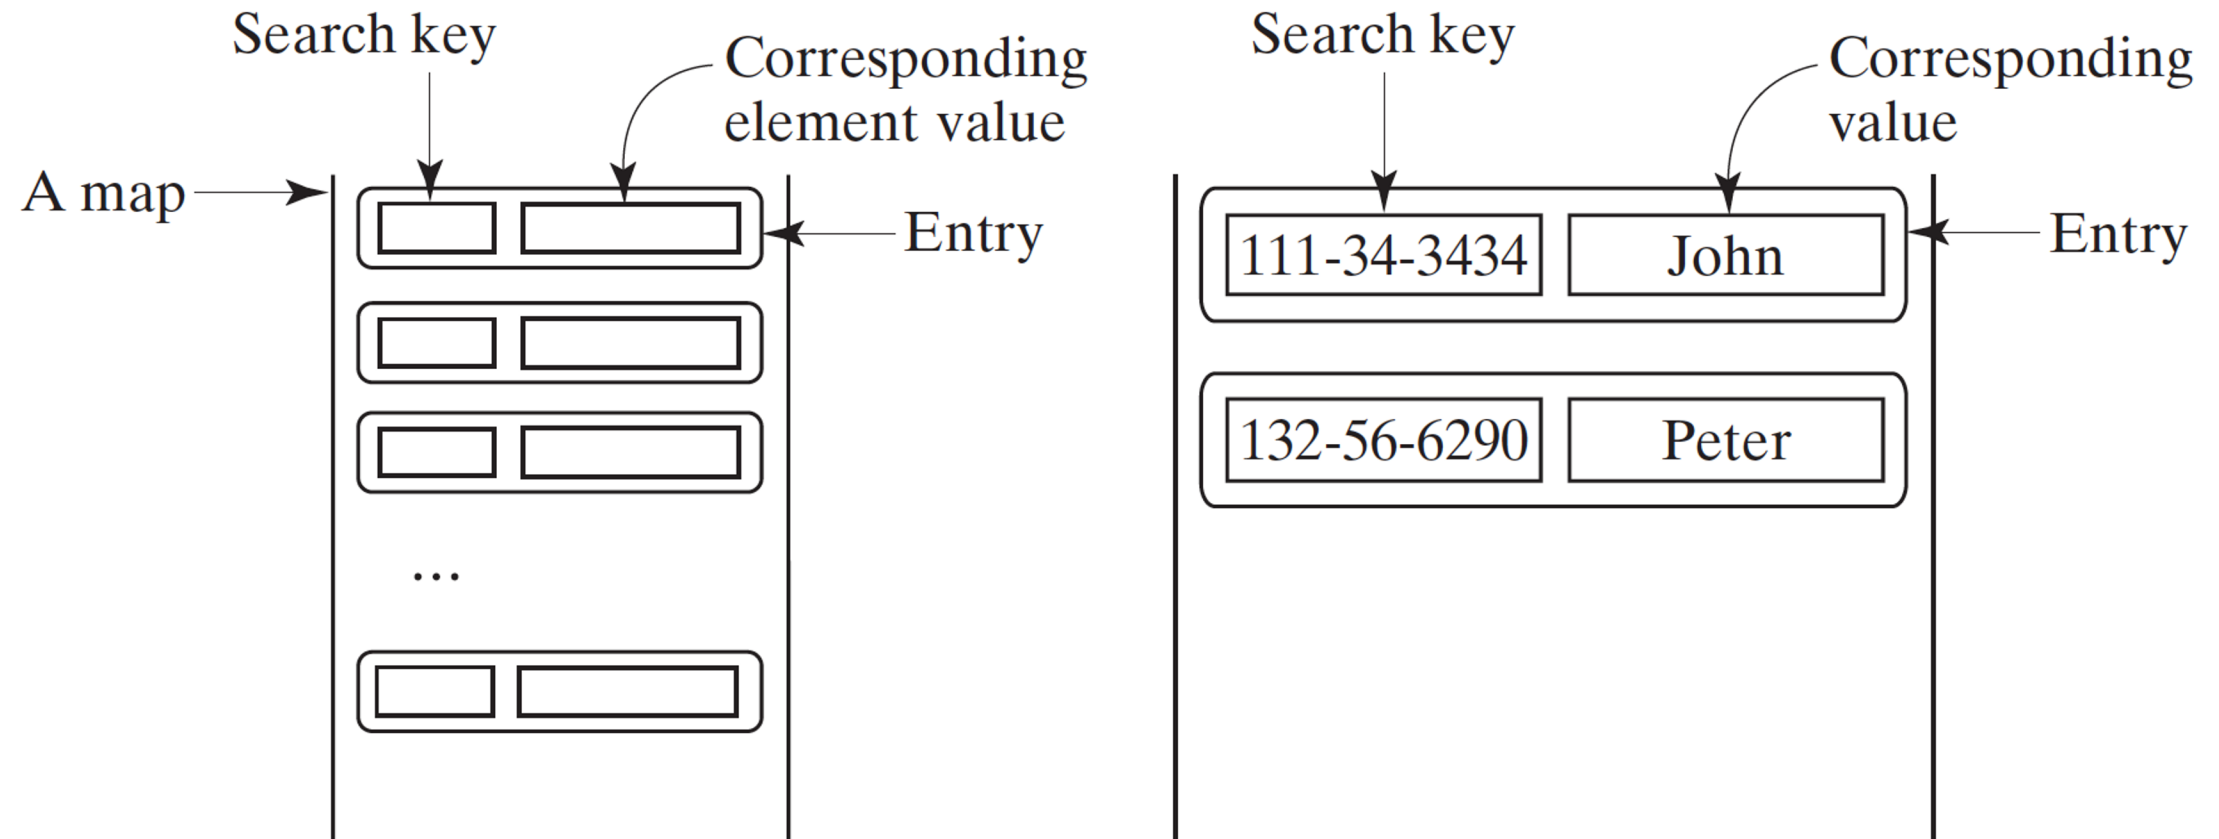 Search key
Corresponding
element value
A map
Entry
...
Search key
Corresponding
value
111-34-3434 John
Entry
132-56-6290 Peter